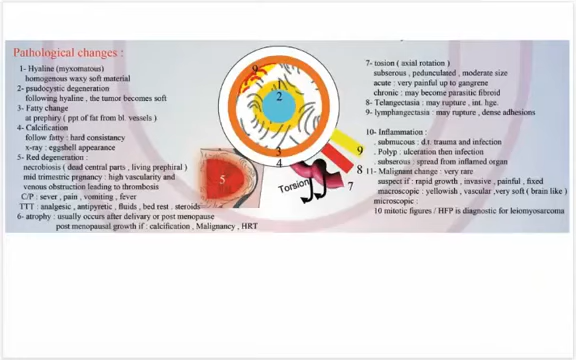 Pathological changes :
1- Hyaline (myxomatous)
homogenous waxy soft material
2- psudocystic degeneration
following hyaline , the tumor becoms soft
3- Fatty change
at prephiry ( ppt of fat from bl. vessels )
4- Calcification
follow fatty : hard consistancy
x-ray : eggshell appearance
5- Red degeneration :
necrobiosis ( dead central parts , living prephiral )
mid trimestric prgnancy : high vascularity and
venous obstruction leading to thrombosis
C/P : sever , pain , vomiting , fever
TTT : analgesic , antipyretic , fluids , bed rest . steroids
6- atrophy : usually occurs after delivery or post menopause
post menopausal growth if : calcification , Malignancy , HRT
9
2
3
4
5
Torsion
9
8
7
7- tosion ( axial rotation )
subserous , pedunculated , moderate size
acute : very painful up to gangrene
chronic : may become parasitic fibroid
8- Telangectasia : may rupture , int. hge.
9- lymphangectasis : may rupture , dense adhesions
10- Inflammation :
. submucous : d.t. trauma and infection
. Polyp . ulceration then infection
. subserous : spread from inflamed organ
11- Malignant change : very rare
suspect if : rapid growth , invasive , painful , fixed
macroscopic : yellowish , vascular ,very soft ( brain like )
microscopic :
10 mitotic figures / HFP is diagnostic for leiomyosarcoma